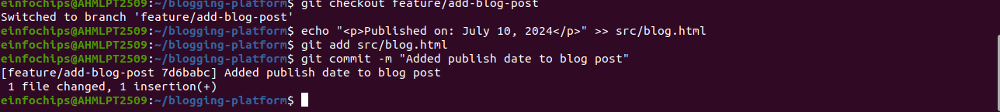 einfochips@AHMLPT2509:~/blogging-platform$ git checkout feature/add-blog-post
Switched to branch 'feature/add-blog-post'
einfochips@AHMLPT2509:~/blogging-platform$ echo "<p>Published on: July 10, 2024</p>" >> src/blog.html
einfochips@AHMLPT2509:~/blogging-platform$ git add src/blog.html
einfochips@AHMLPT2509:~/blogging-platform$ git commit -m "Added publish date to blog post"
[feature/add-blog-post 7d6babc] Added publish date to blog post
 1 file changed, 1 insertion(+)
einfochips@AHMLPT2509:~/blogging-platform$